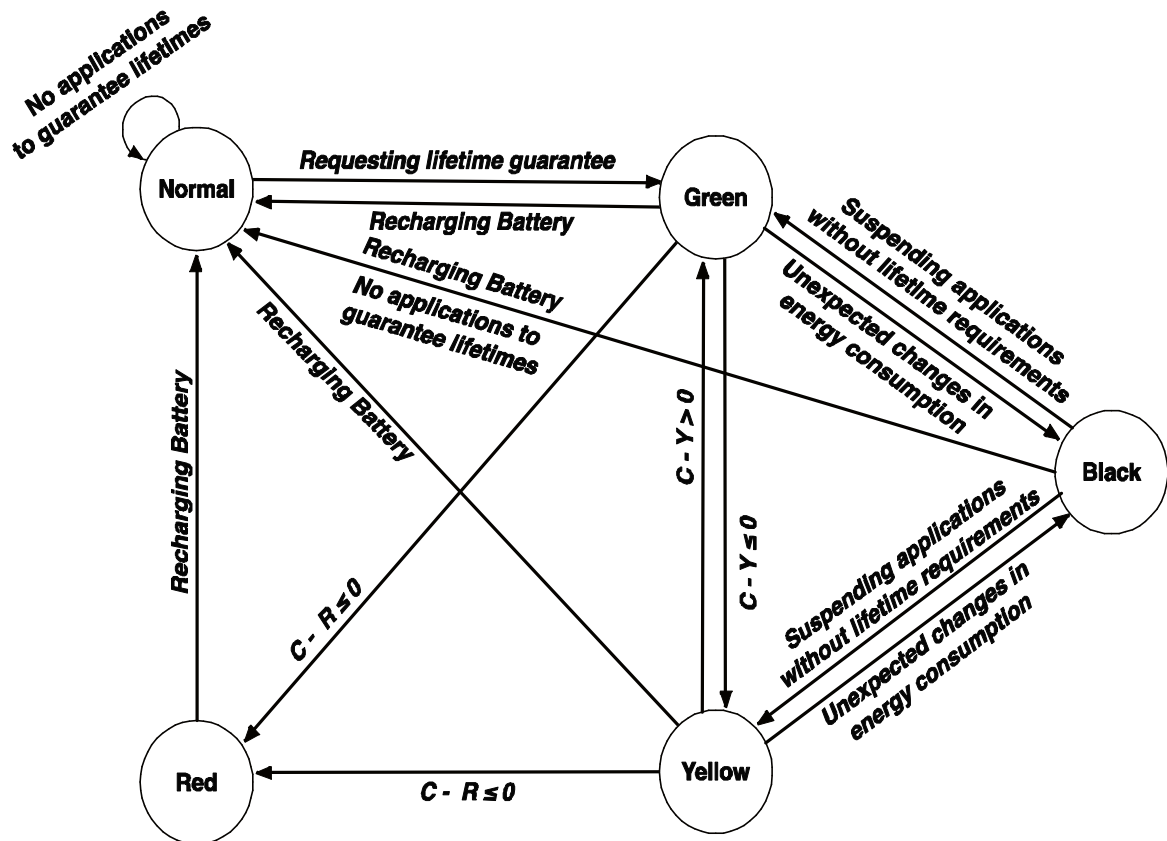 No applications
to guarantee lifetimes
Normal
Requesting lifetime guarantee
Green
Recharging Battery
Recharging Battery
No applications to
guarantee lifetimes
Recharging Battery
Suspending applications
without lifetime requirements
Unexpected changes in
energy consumption
Recharging Battery
C - Y > 0
C - Y ≤ 0
Black
C - R ≤ 0
Suspending applications
without lifetime requirements
Unexpected changes in
energy consumption
Red
C - R ≤ 0
Yellow